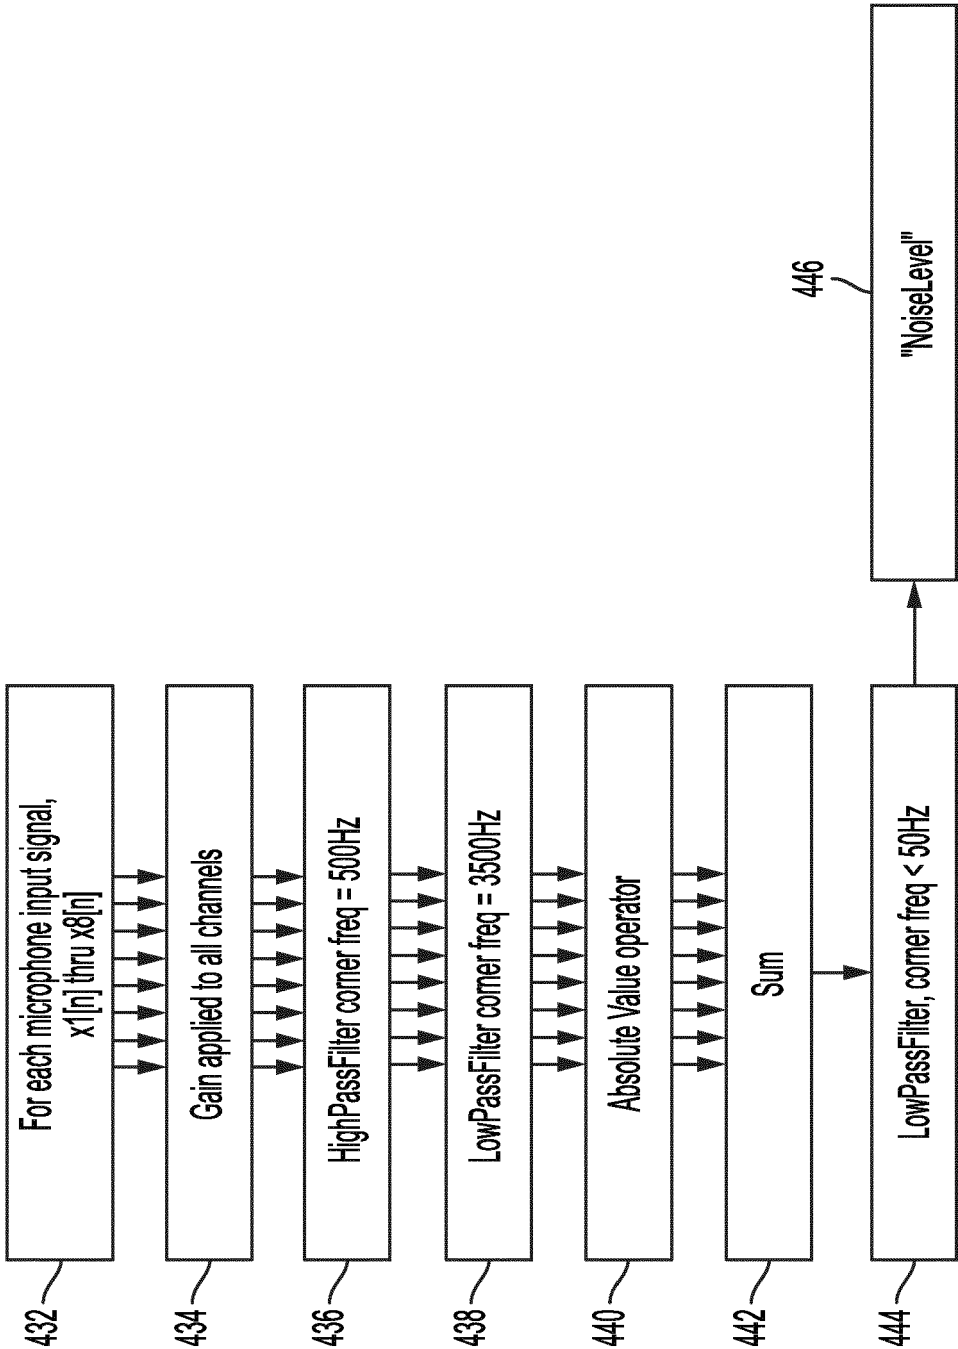 432
For each microphone input signal,
x1[n] thru x8[n]
434
Gain applied to all channels
436
HighPassFilter corner freq = 500Hz
438
LowPassFilter corner freq = 3500Hz
440
Absolute Value operator
442
Sum
444
LowPassFilter, corner freq < 50Hz
446
"NoiseLevel"